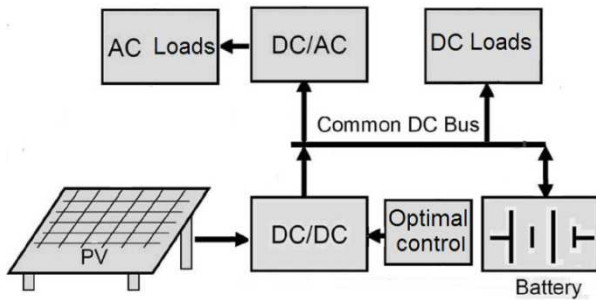 AC Loads
DC/AC
DC Loads
Common DC Bus
PV
DC/DC
Optimal
control
Battery